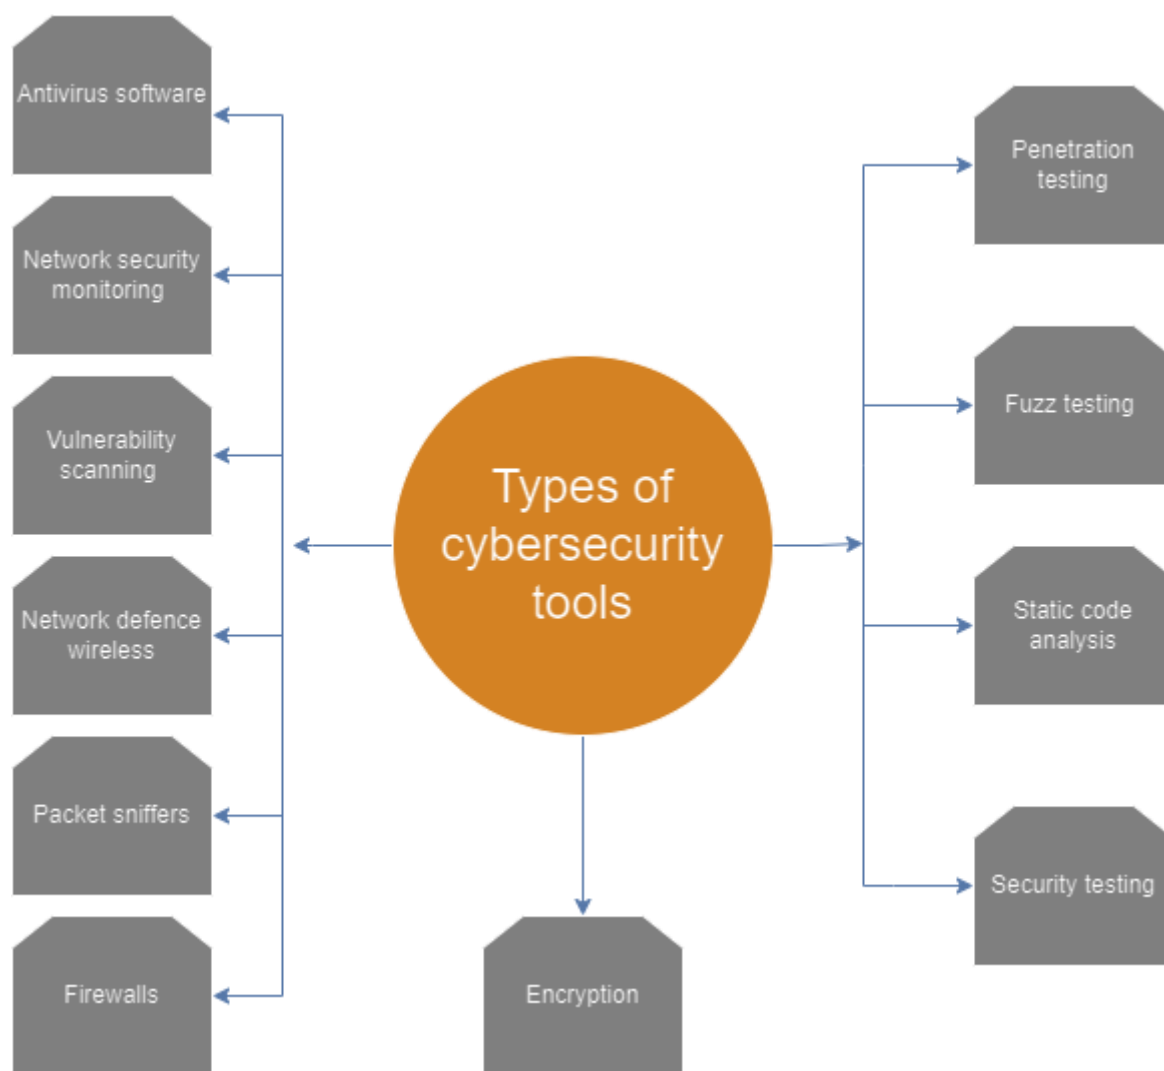 Antivirus software
Network security
monitoring
Vulnerability
scanning
Network defence
wireless
Packet sniffers
Firewalls
Types of
cybersecurity
tools
Encryption
Penetration
testing
Fuzz testing
Static code
analysis
Security testing